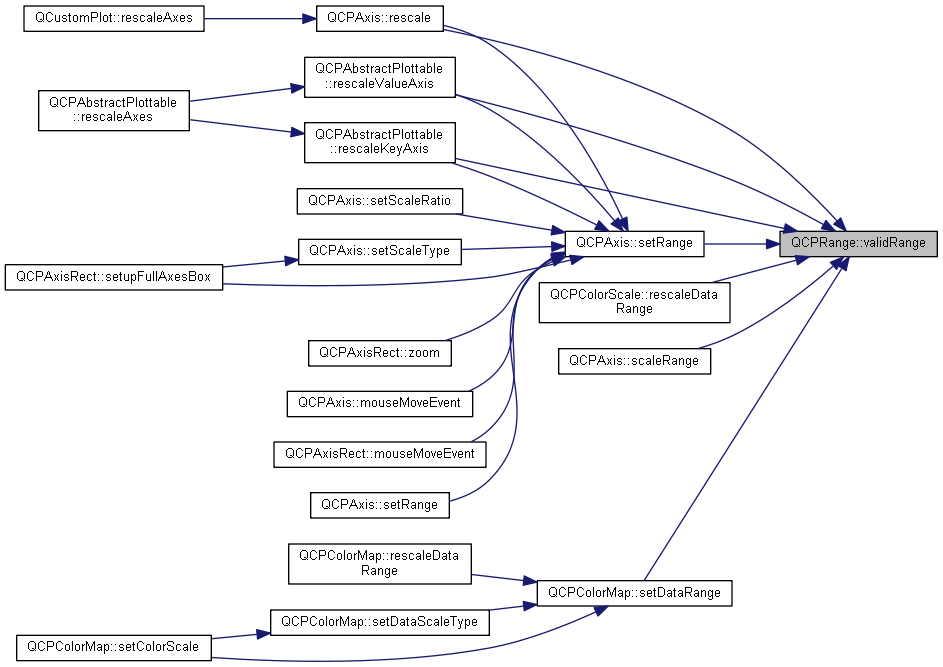 QCustomPlot::rescaleAxes
QCPAxis::rescale
QCPAbstractPlottable
::rescaleValueAxis
QCPAbstractPlottable
::rescaleAxes
QCPAbstractPlottable
::rescaleKeyAxis
QCPAxis::setScaleRatio
QCPAxis::setRange
QCPRange::validRange
QCPAxis::setScaleType
QCPAxisRect::setupFullAxesBox
QCPColorScale::rescaleData
Range
QCPAxisRect::zoom
QCPAxis::scaleRange
QCPAxis::mouseMoveEvent
QCPAxisRect::mouseMoveEvent
QCPAxis::setRange
QCPColorMap::rescaleData
Range
QCPColorMap::setDataRange
QCPColorMap::setDataScaleType
QCPColorMap::setColorScale